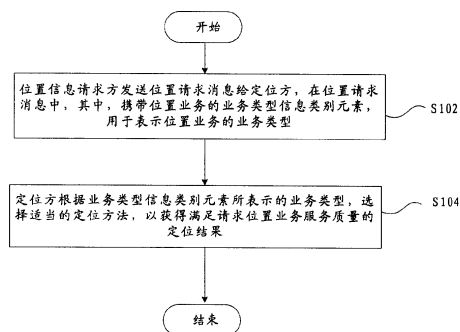 开始
位置信息请求方发送位置请求消息给定位方，在位置请求
消息中，其中，携带位置业务的业务类型信息类别元素，
用于表示位置业务的业务类型
S102
定位方根据业务类型信息类别元素所表示的业务类型，选
择适当的定位方法，以获得满足请求位置业务服务质量的
定位结果
S104
结束